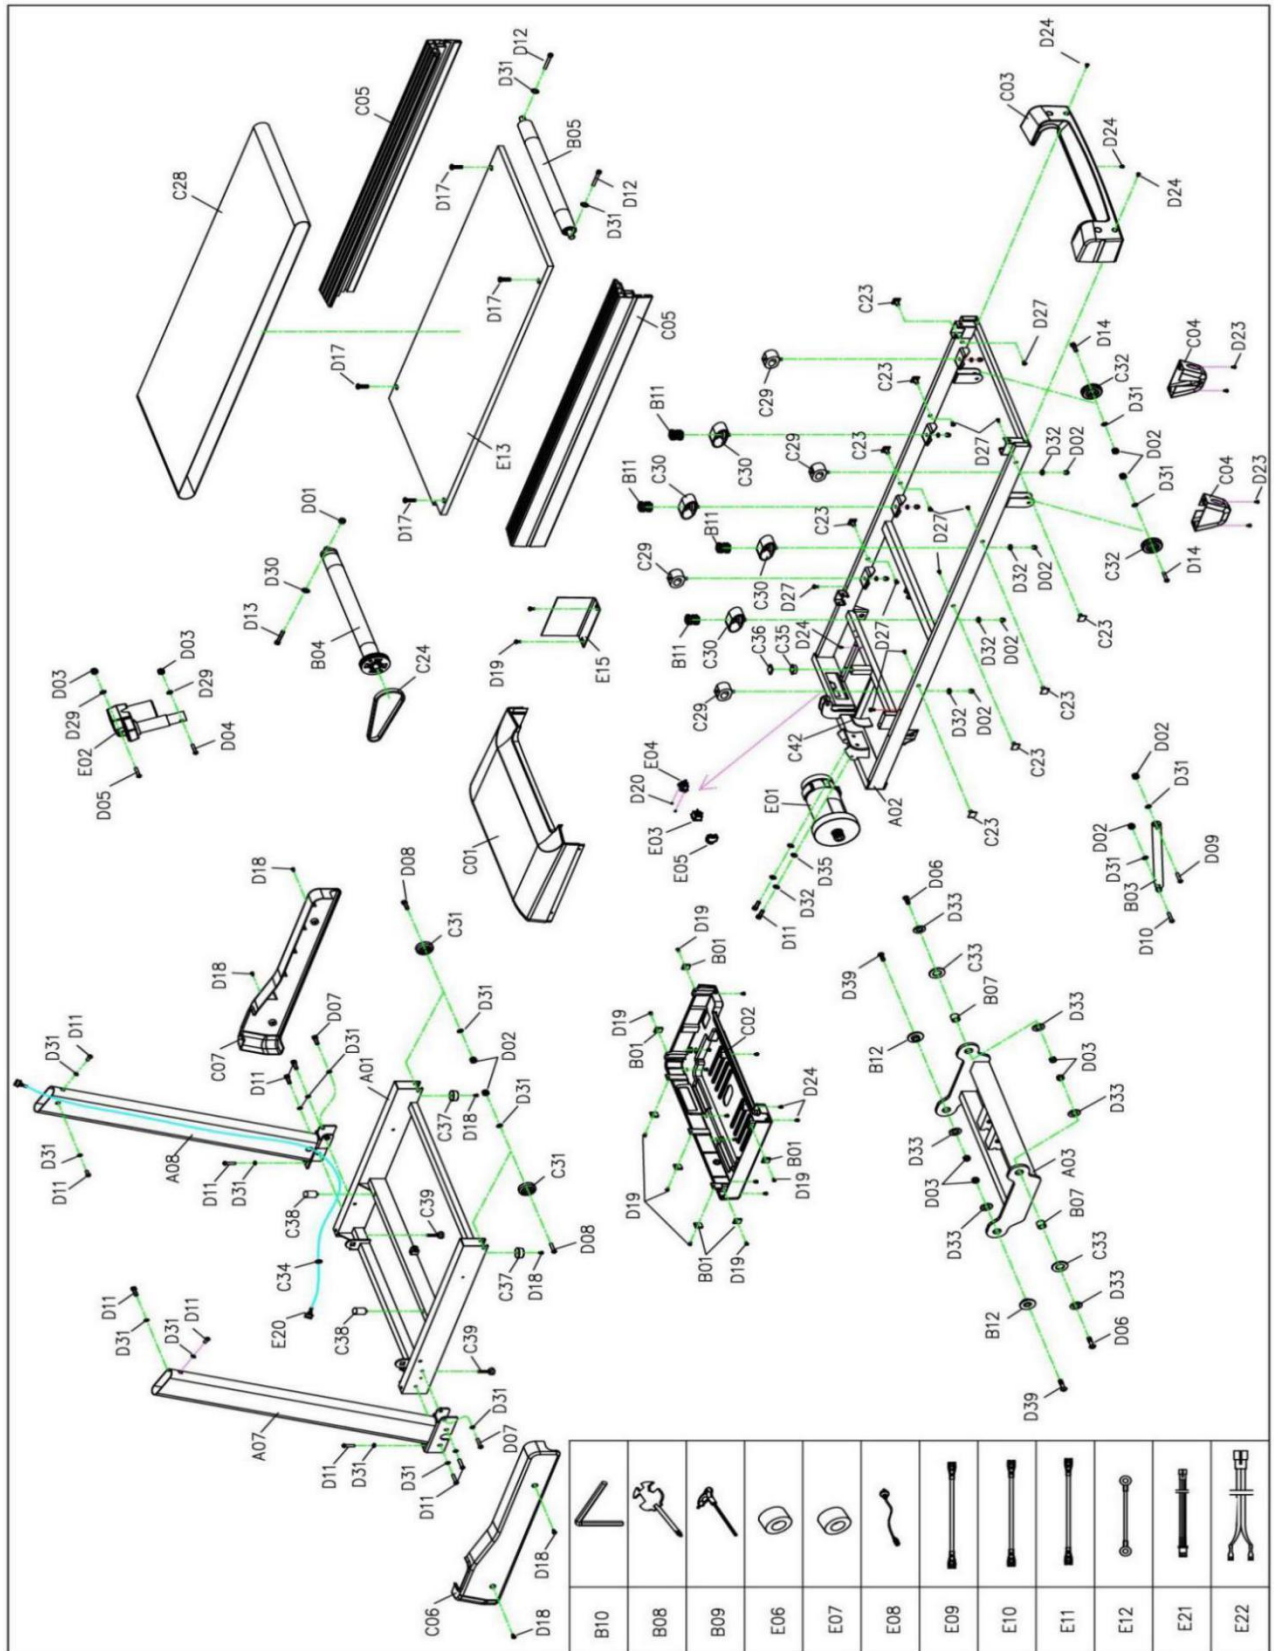 C28
C05
D12
D31
B05
D12
D31
D17
D17
D17
D17
E13
C05
D24
C03
D24
D24
D01
D30
D13
B04
C24
D03
D03
D29
D29
E02
D04
D05
D19
E15
C01
C23
C29
D27
D14
C04
C32
D23
D31
D02
C04
D23
D31
C32
D14
C23
B11
C30
C29
D27
D32
D02
C23
B11
C30
B11
C23
D27
C30
D32
D02
C29
D27
D24
D27
B11
C30
C36
C35
D32
D02
C29
D32
D02
C42
C23
C23
C23
C23
E04
D20
E03
E05
E01
A02
D35
D32
D11
D02
D31
D02
D31
B03
D09
D10
D18
D18
C07
D08
C31
D31
D02
D31
C31
D08
D07
D31
D11
A01
D31
D11
D31
D11
A08
D11
D31
C37
D18
C38
C39
C34
E20
C37
D18
C38
C39
D11
D31
D31
D11
A07
D11
D31
D31
D07
D31
D11
C06
D18
D18
D19
B01
D19
B01
C02
D24
B01
D19
D19
B01
D19
D06
D33
D39
C33
B07
B12
D33
D03
D33
D33
D03
A03
D33
B07
C33
B12
D33
D06
D39
B10
B08
B09
E06
E07
E08
E09
E10
E11
E12
E21
E22